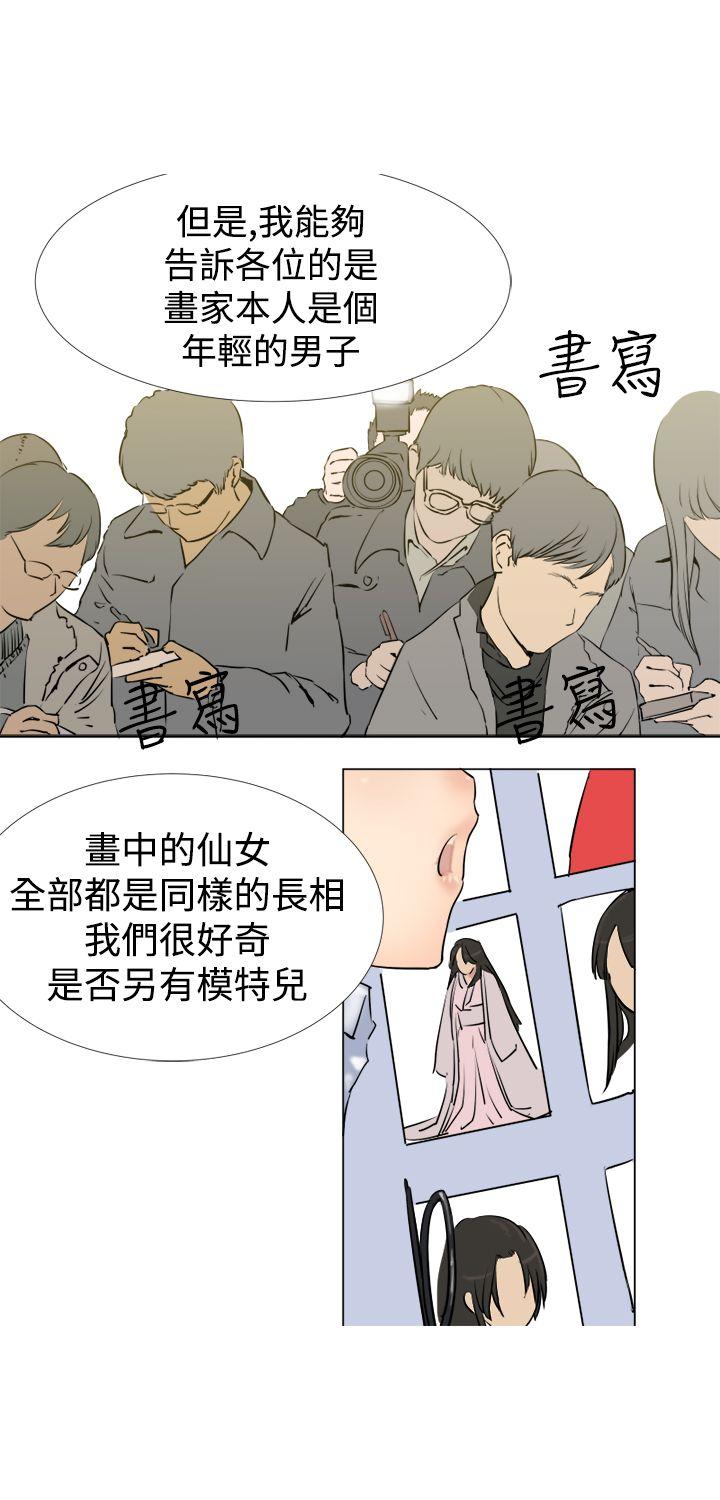 但是,我能夠
告訴各位的是
畫家本人是個
年輕的男子
書寫
書寫
書寫
畫中的仙女
全部都是同樣的長相
我們很好奇
是否另有模特兒